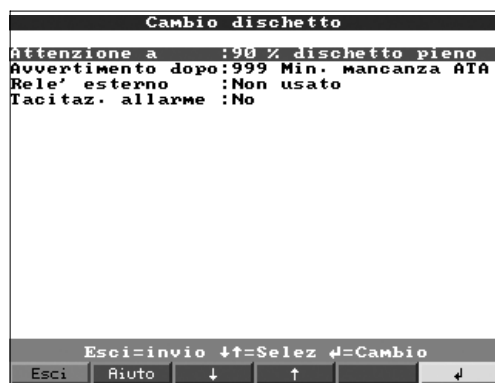 Cambio dischetto
Attenzione a :90 % dischetto pieno
Avvertimento dopo:999 Min. mancanza ATA
Rele' esterno :Non usato
Tacitaz. allarme :No
Esci=invio ↓↑=Selez ↲=Cambio
Esci Aiuto ↓ ↑ ↲